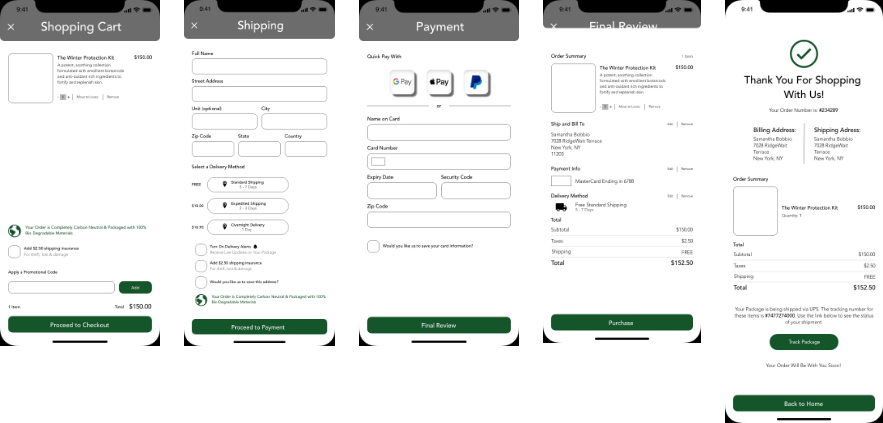 9:41
Shopping Cart
The Winter Protection Kit $150.00
A potent, soothing collection
formulated with emollient botanicals
and anti-oxidant rich ingredients to
fortify and replenish skin.
Move to Loves
Remove
Your Order is Completely Carbon Neutral & Packaged with 100%
Bio Degradable Materials
Add $2.50 shipping insurance
For theft, loss & damage
Apply a Promotional Code
Add
1 item Total $150.00
Proceed to Checkout
9:41
Shipping
Full Name
Street Address
Unit (optional) City
Zip Code State Country
Select a Delivery Method
FREE Standard Shipping
5 - 7 Days
Expedited Shipping
Overnight Delivery
1 Day
Turn On Delivery Alerts
Receive Live Updates on Your Package
Add $2.50 shipping insurance
For theft, lost & damage
Would you like us to save this address?
Your Order is Completely Carbon Neutral & Packaged with 100%
Bio Degradable Materials
Proceed to Payment
9:41
Payment
Quick Pay With
G Pay
Pay
or
Name on Card
Card Number
Expiry Date Security Code
Zip Code
Would you like us to save your card information?
Final Review
9:41
Final Review
Order Summary 1 item
The Winter Protection Kit $150.00
A potent, soothing collection
formulated with emollient botanicals
and anti-oxidant rich ingredients to
fortify and replenish skin.
Move to Loves
Remove
Ship and Bill To Edit Remove
Samantha Bobbio
7028 RidgeWait Terrace
New York, NY
11203
Payment Info Edit Remove
MasterCard Ending in 6780
Delivery Method Edit Remove
Free Standard Shipping
5 - 7 Days
Total
Subtotal $150.00
Taxes $2.50
Shipping FREE
Total $152.50
Purchase
9:41
Thank You For Shopping
With Us!
Your Order Number is: #234289
Billing Address: Shipping Adress:
Samantha Bobbio Samantha Bobbio
7028 RidgeWait 7028 RidgeWait
Terrace Terrace
New York, NY New York, NY
Order Summary
The Winter Protection Kit $150.00
Quantity: 1
Total
Subtotal $150.00
Taxes $2.50
Shipping FREE
Total $152.50
Your Package is being shipped via UPS. The tracking number for
these items is #7477274300. Use the link below to see the status
of your shipment
Track Package
Your Order Will Be With You Soon!
Back to Home